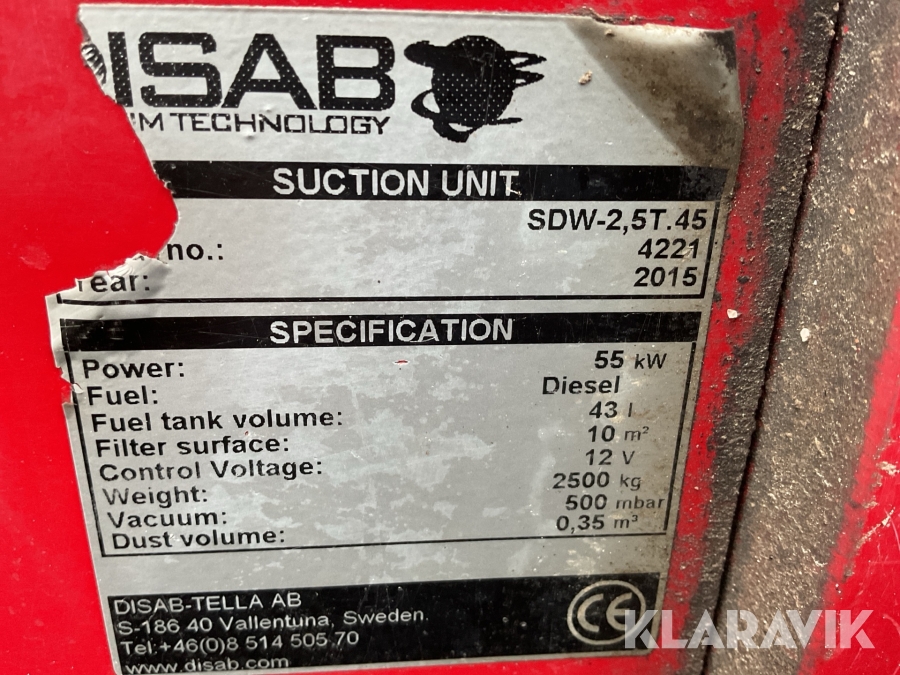 DISAB
UM TECHNOLOGY
SUCTION UNIT
SDW-2,5T.45
no.: 4221
Year: 2015
SPECIFICATION
Power: 55 kW
Fuel: Diesel
Fuel tank volume: 43 l
Filter surface: 10 m²
Control Voltage: 12 V
Weight: 2500 kg
Vacuum: 500 mbar
Dust volume: 0,35 m³
DISAB-TELLA AB
S-186 40 Vallentuna, Sweden.
Tel:+46(0)8 514 505 70
www.disab.com
CE
KLARAVIK